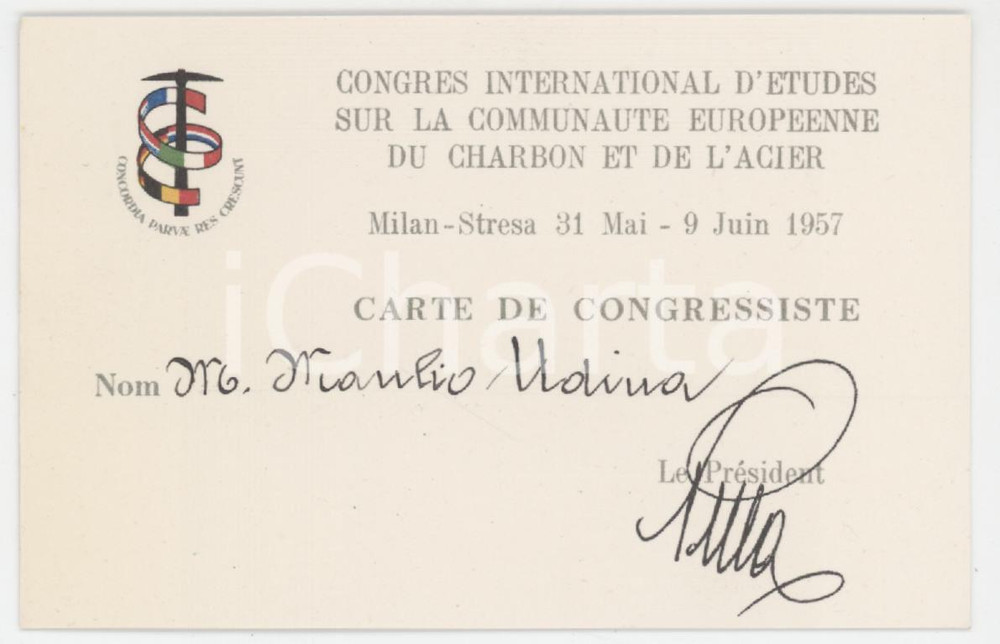 CONGRES INTERNATIONAL D'ETUDES
SUR LA COMMUNAUTE EUROPEENNE
DU CHARBON ET DE L'ACIER
CONCORDIA PARVÆ RES CRESCUNT
Milan-Stresa 31 Mai - 9 Juin 1957
iCharta
CARTE DE CONGRESSISTE
Nom M. Manlio Udina
Le Président